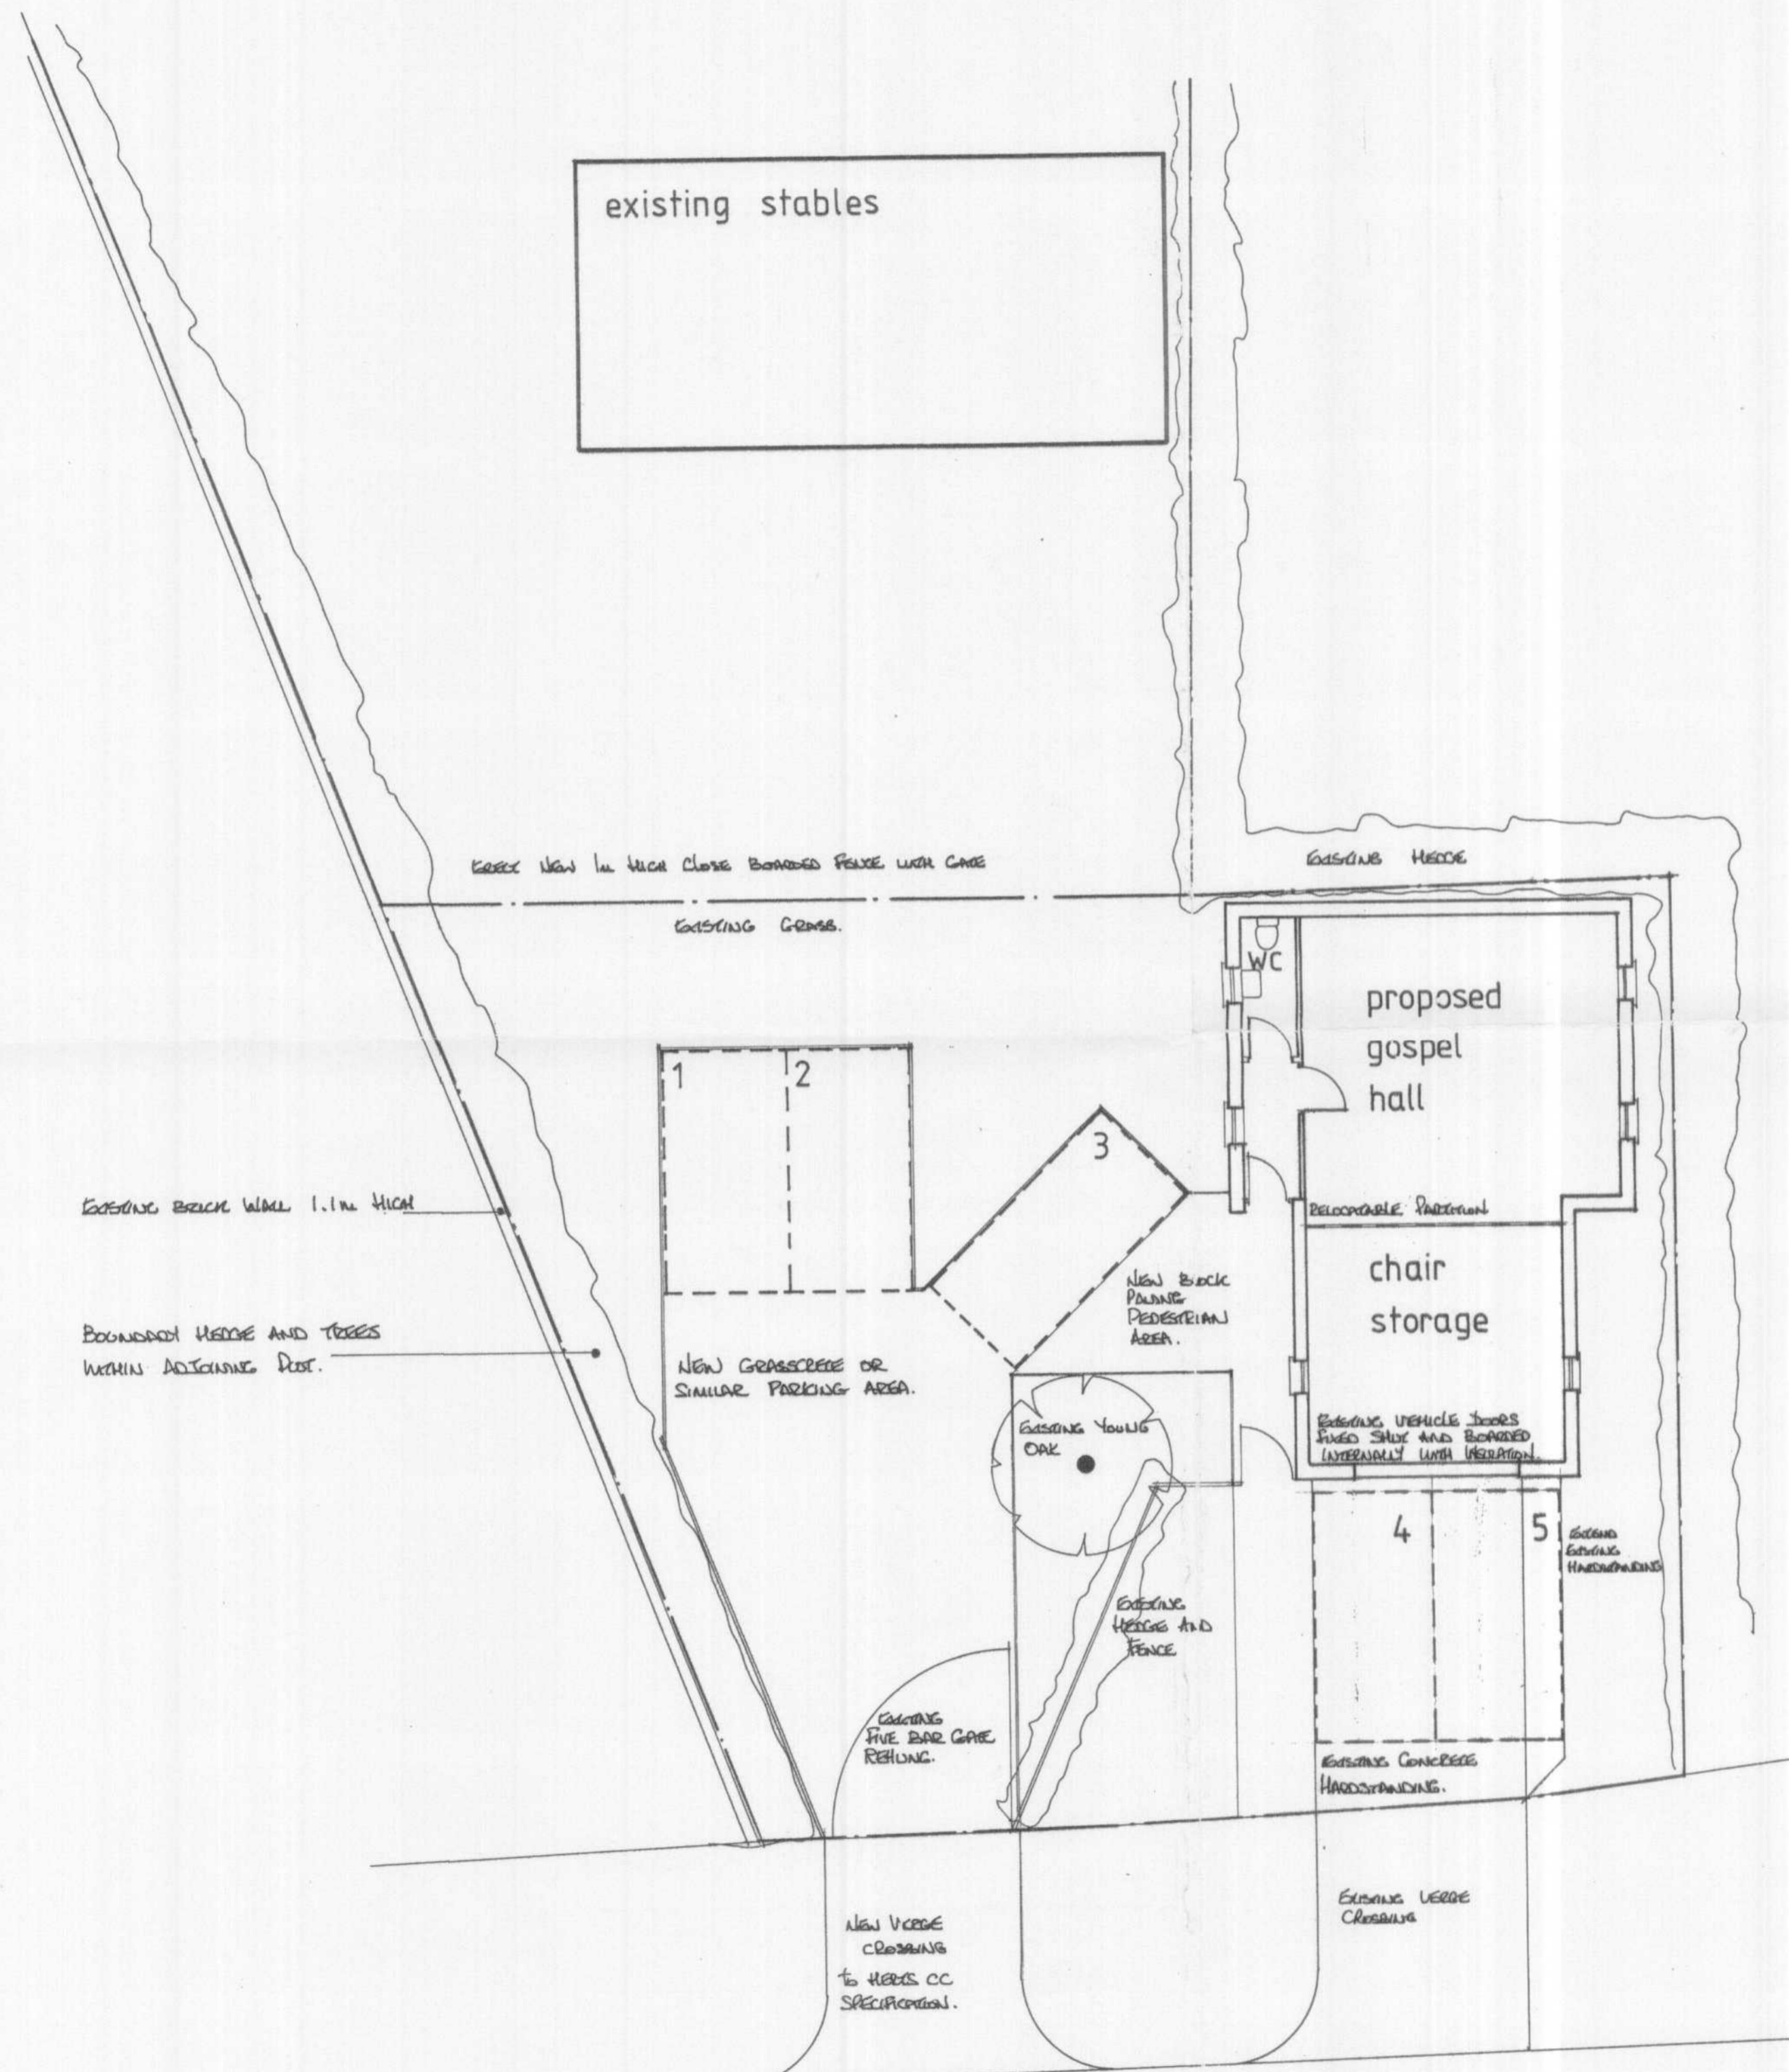 existing stables
ERECT NEW 1M HIGH CLOSE BOARDED FENCE WITH GATE
EXISTING HEDGE
EXISTING GRASS.
WC
proposed
gospel
hall
1
2
3
EXISTING BRICK WALL 1.1M HIGH
RELOCATABLE PARTITION
chair
storage
NEW BLOCK
PAVING
PEDESTRIAN
AREA.
BOUNDARY HEDGE AND TREES
WITHIN ADJOINING PLOT.
NEW GRASSCRETE OR
SIMILAR PARKING AREA.
EXISTING YOUNG
OAK
EXISTING VEHICLE DOORS
FIXED SHUT AND BOARDED
INTERNALLY WITH
4
5
EXTEND
EXISTING
HARDSTANDING
EXISTING
HEDGE AND
FENCE
EXISTING
FIVE BAR GATE
REHUNG.
EXISTING CONCRETE
HARDSTANDING.
NEW VERGE
CROSSING
TO HERTS CC
SPECIFICATION.
EXISTING VERGE
CROSSING